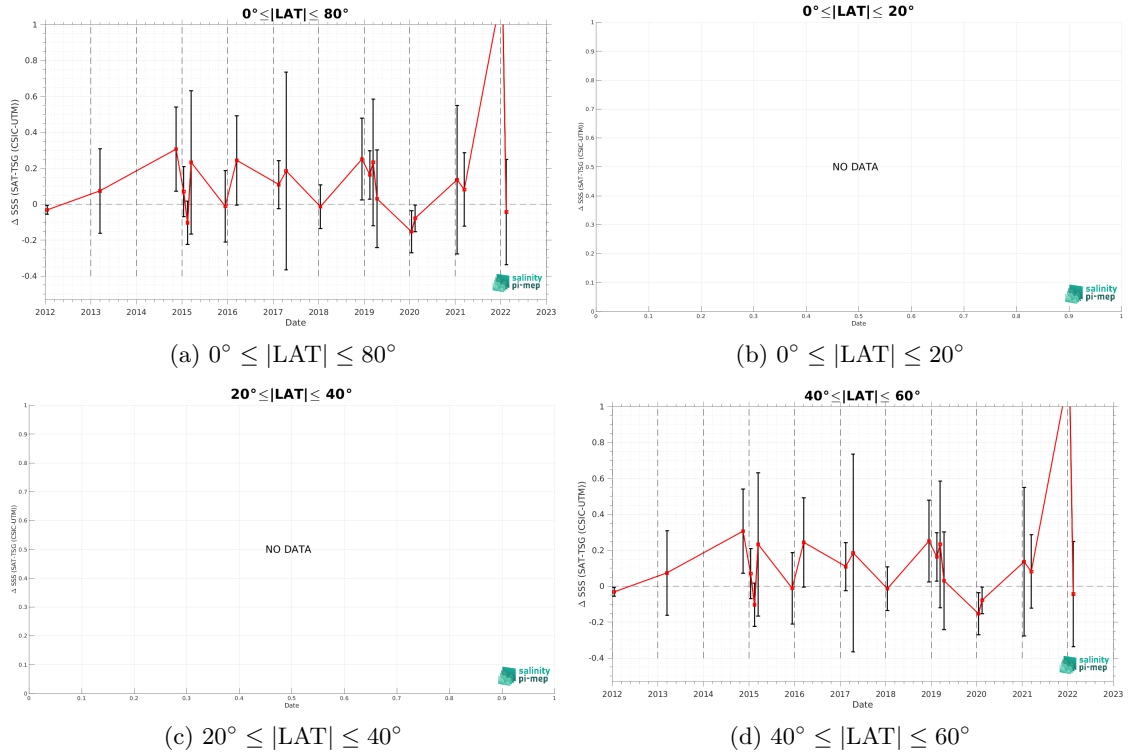 0°≤|LAT|≤ 80°
1
0.8
0.6
0.4
0.2
0
-0.2
-0.4
Δ SSS (SAT-TSG (CSIC-UTM))
2012 2013 2014 2015 2016 2017 2018 2019 2020 2021 2022 2023
Date
salinity
pi-mep
(a) 0° ≤ |LAT| ≤ 80°
0°≤|LAT|≤ 20°
1
0.9
0.8
0.7
0.6
0.5
0.4
0.3
0.2
0.1
0
Δ SSS (SAT-TSG (CSIC-UTM))
NO DATA
0 0.1 0.2 0.3 0.4 0.5 0.6 0.7 0.8 0.9 1
Date
salinity
pi-mep
(b) 0° ≤ |LAT| ≤ 20°
20°≤|LAT|≤ 40°
1
0.9
0.8
0.7
0.6
0.5
0.4
0.3
0.2
0.1
0
Δ SSS (SAT-TSG (CSIC-UTM))
NO DATA
0 0.1 0.2 0.3 0.4 0.5 0.6 0.7 0.8 0.9 1
Date
salinity
pi-mep
(c) 20° ≤ |LAT| ≤ 40°
40°≤|LAT|≤ 60°
1
0.8
0.6
0.4
0.2
0
-0.2
-0.4
Δ SSS (SAT-TSG (CSIC-UTM))
2012 2013 2014 2015 2016 2017 2018 2019 2020 2021 2022 2023
Date
salinity
pi-mep
(d) 40° ≤ |LAT| ≤ 60°